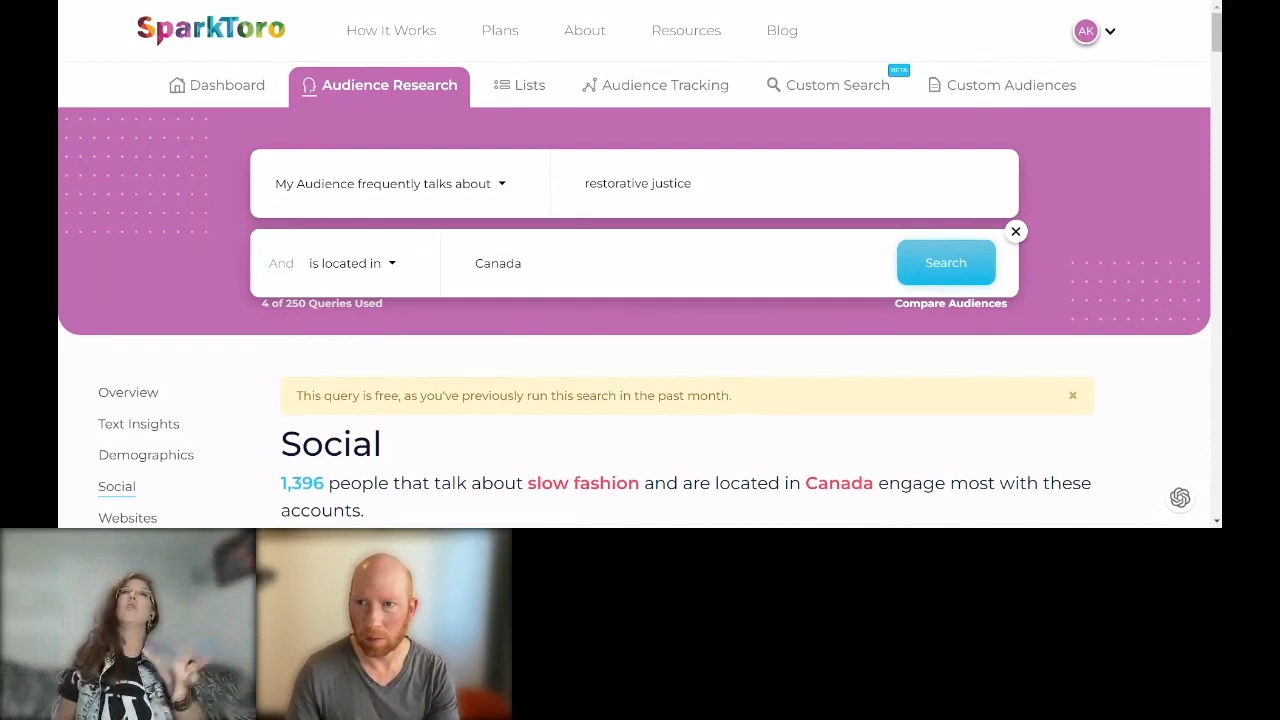 SparkToro
How It Works
Plans
About
Resources
Blog
AK
Dashboard
Audience Research
Lists
Audience Tracking
Custom Search
BETA
Custom Audiences
My Audience frequently talks about
restorative justice
And is located in
Canada
Search
4 of 250 Queries Used
Compare Audiences
Overview
Text Insights
Demographics
Social
Websites
This query is free, as you've previously run this search in the past month.
Social
1,396 people that talk about slow fashion and are located in Canada engage most with these
accounts.